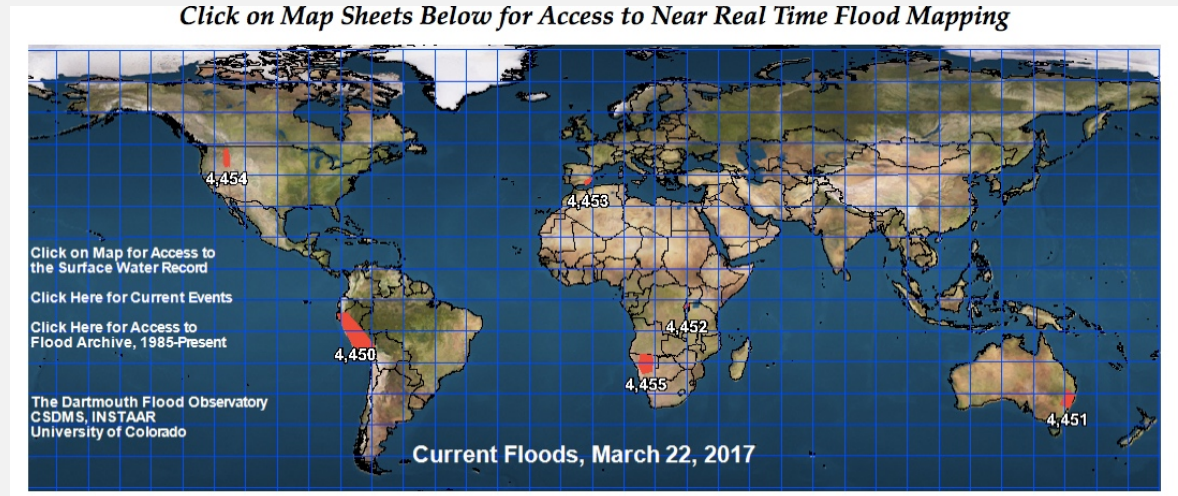 Click on Map Sheets Below for Access to Near Real Time Flood Mapping
4,454
4,453
Click on Map for Access to
the Surface Water Record
Click Here for Current Events
Click Here for Access to
Flood Archive, 1985-Present
4,450
4,452
4,455
4,451
The Dartmouth Flood Observatory
CSDMS, INSTAAR
University of Colorado
Current Floods, March 22, 2017